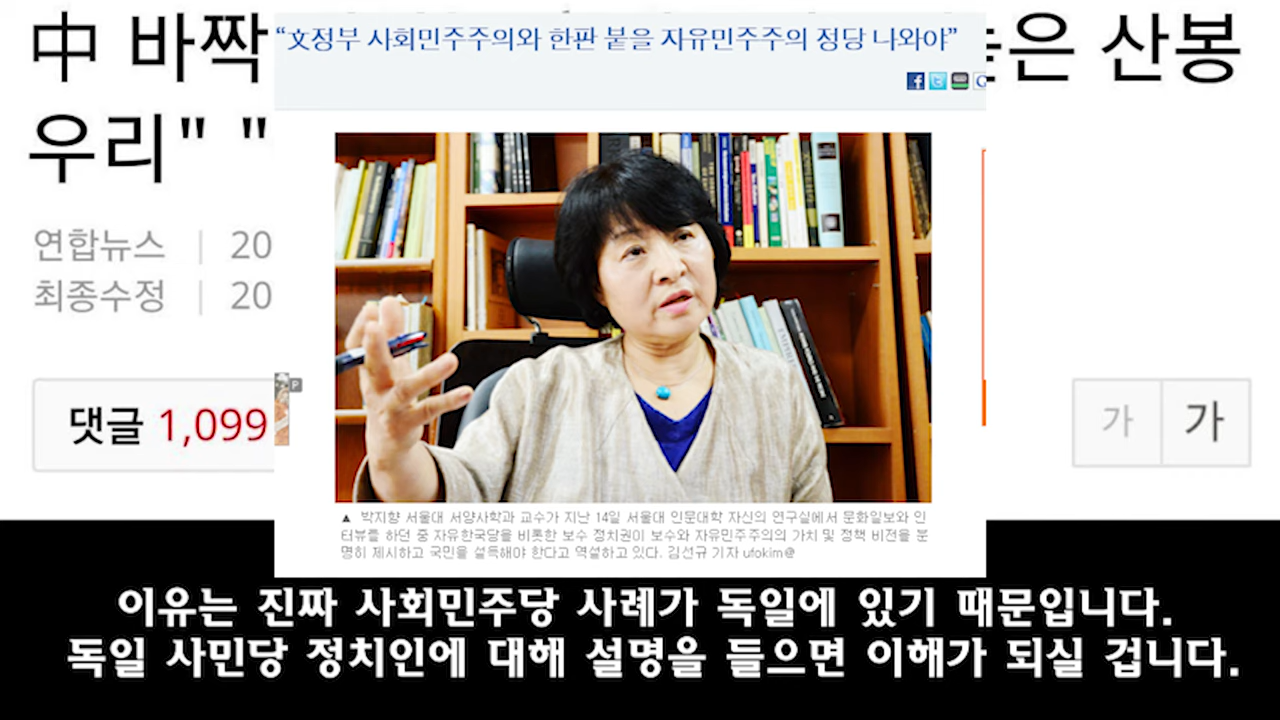 中 바짝
은 산봉
우리" "
“文정부 사회민주주의와 한판 붙을 자유민주주의 정당 나와야”
연합뉴스 | 20
최종수정 | 20
댓글 1,099
P
가 가
▲ 박지향 서울대 서양사학과 교수가 지난 14일 서울대 인문대학 자신의 연구실에서 문화일보와 인
터뷰를 하던 중 자유한국당을 비롯한 보수 정치권이 보수와 자유민주주의의 가치 및 정책 비전을 분
명히 제시하고 국민을 설득해야 한다고 역설하고 있다. 김선규 기자 ufokim@
이유는 진짜 사회민주당 사례가 독일에 있기 때문입니다.
독일 사민당 정치인에 대해 설명을 들으면 이해가 되실 겁니다.